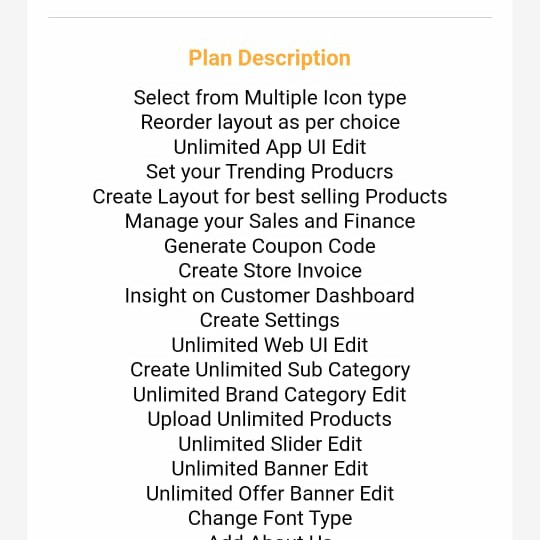 Plan Description
Select from Multiple Icon type
Reorder layout as per choice
Unlimited App UI Edit
Set your Trending Producrs
Create Layout for best selling Products
Manage your Sales and Finance
Generate Coupon Code
Create Store Invoice
Insight on Customer Dashboard
Create Settings
Unlimited Web UI Edit
Create Unlimited Sub Category
Unlimited Brand Category Edit
Upload Unlimited Products
Unlimited Slider Edit
Unlimited Banner Edit
Unlimited Offer Banner Edit
Change Font Type
Add About Us